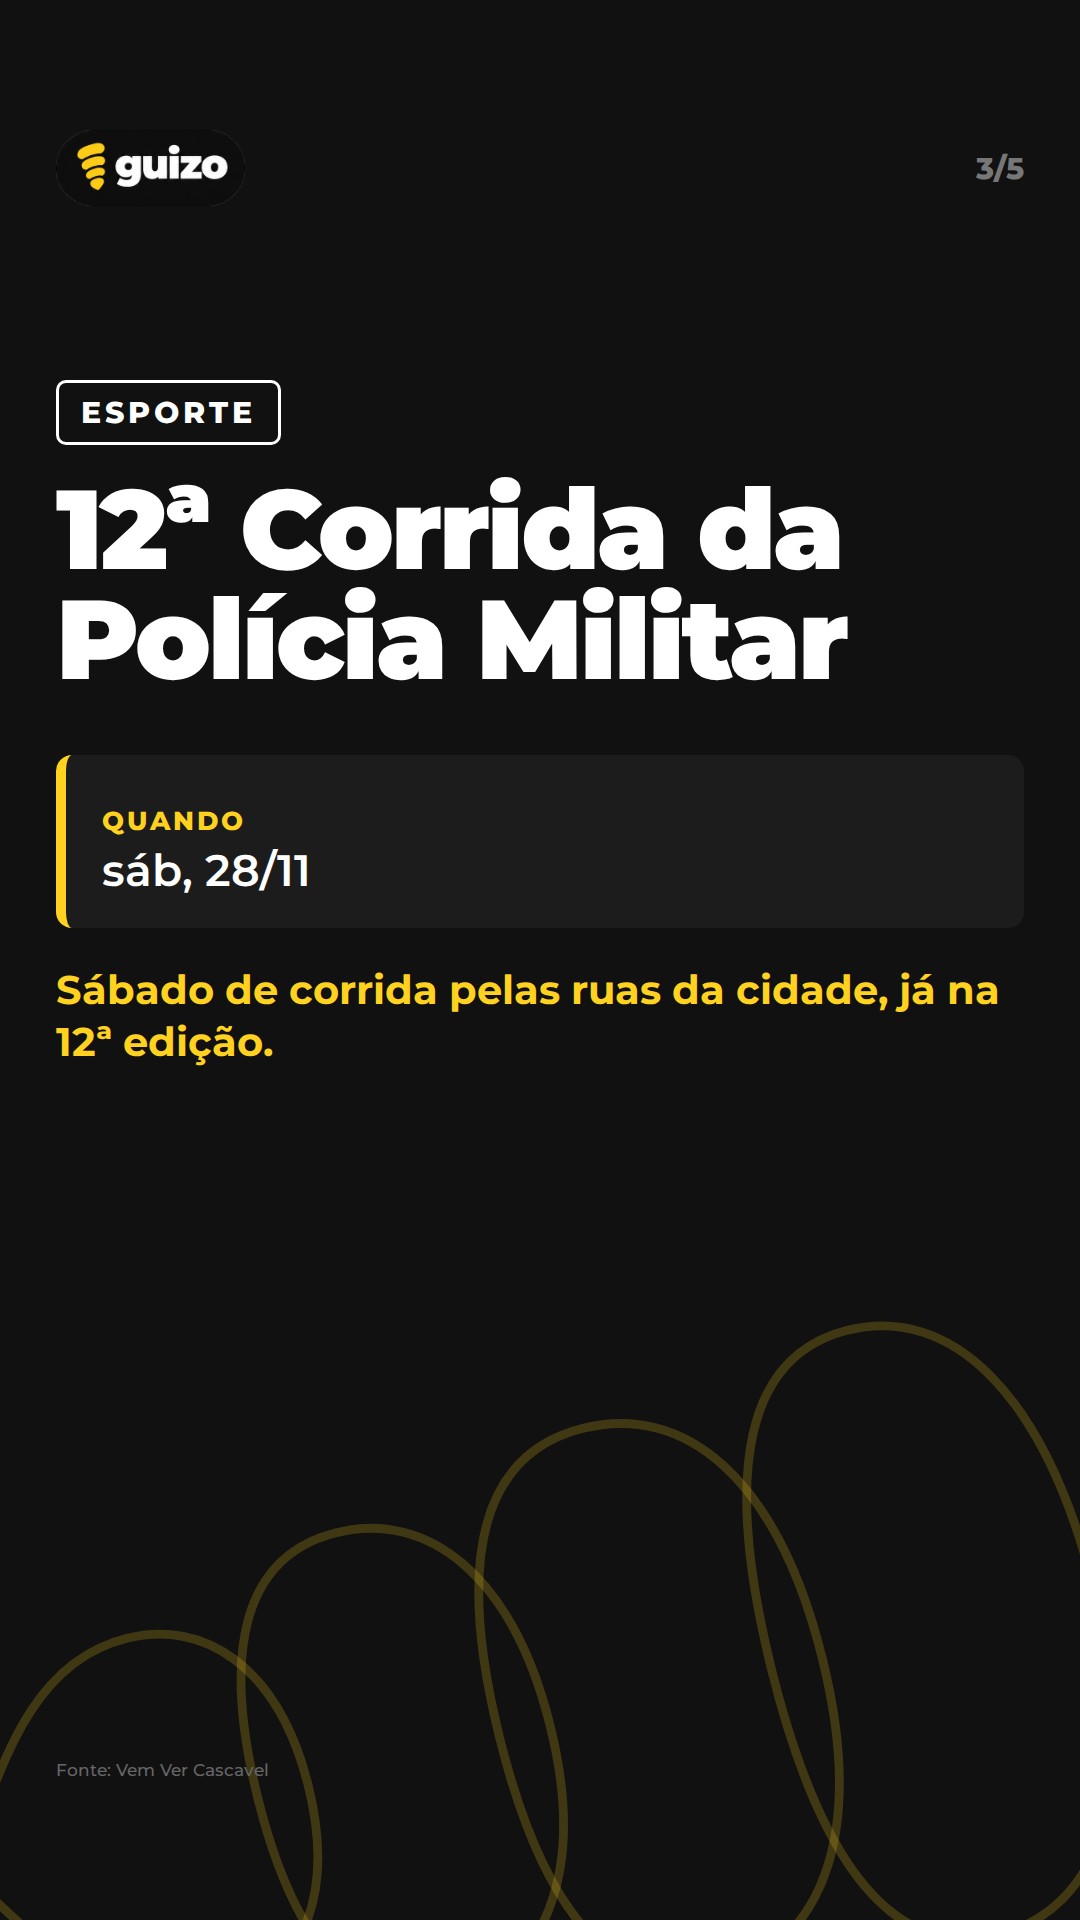 guizo
3/5
ESPORTE
12ª Corrida da
Polícia Militar
QUANDO
sáb, 28/11
Sábado de corrida pelas ruas da cidade, já na
12ª edição.
Fonte: Vem Ver Cascavel